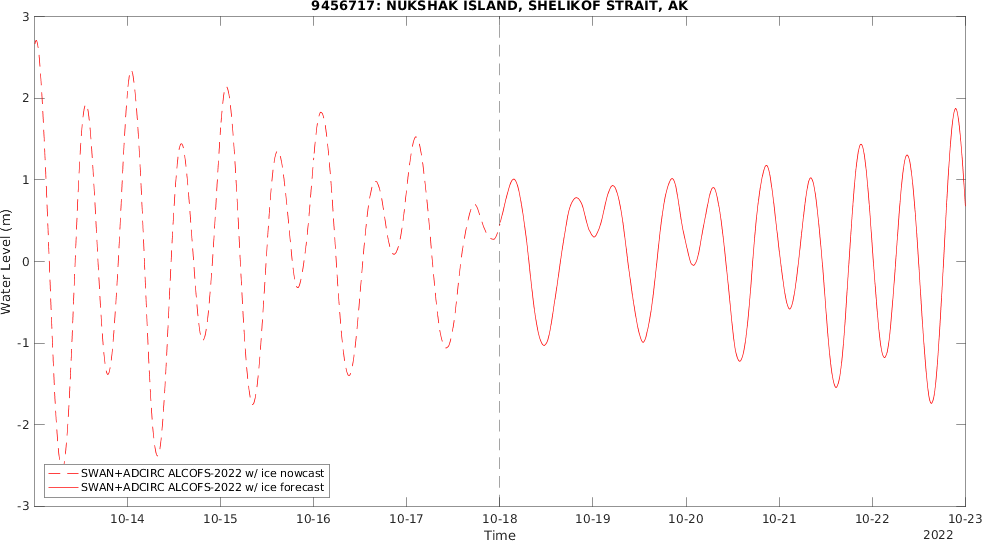 9456717: NUKSHAK ISLAND, SHELIKOF STRAIT, AK
3
2
1
0
-1
-2
-3
Water Level (m)
SWAN+ADCIRC ALCOFS-2022 w/ ice nowcast
SWAN+ADCIRC ALCOFS-2022 w/ ice forecast
10-14 10-15 10-16 10-17 10-18 10-19 10-20 10-21 10-22 10-23
Time
2022